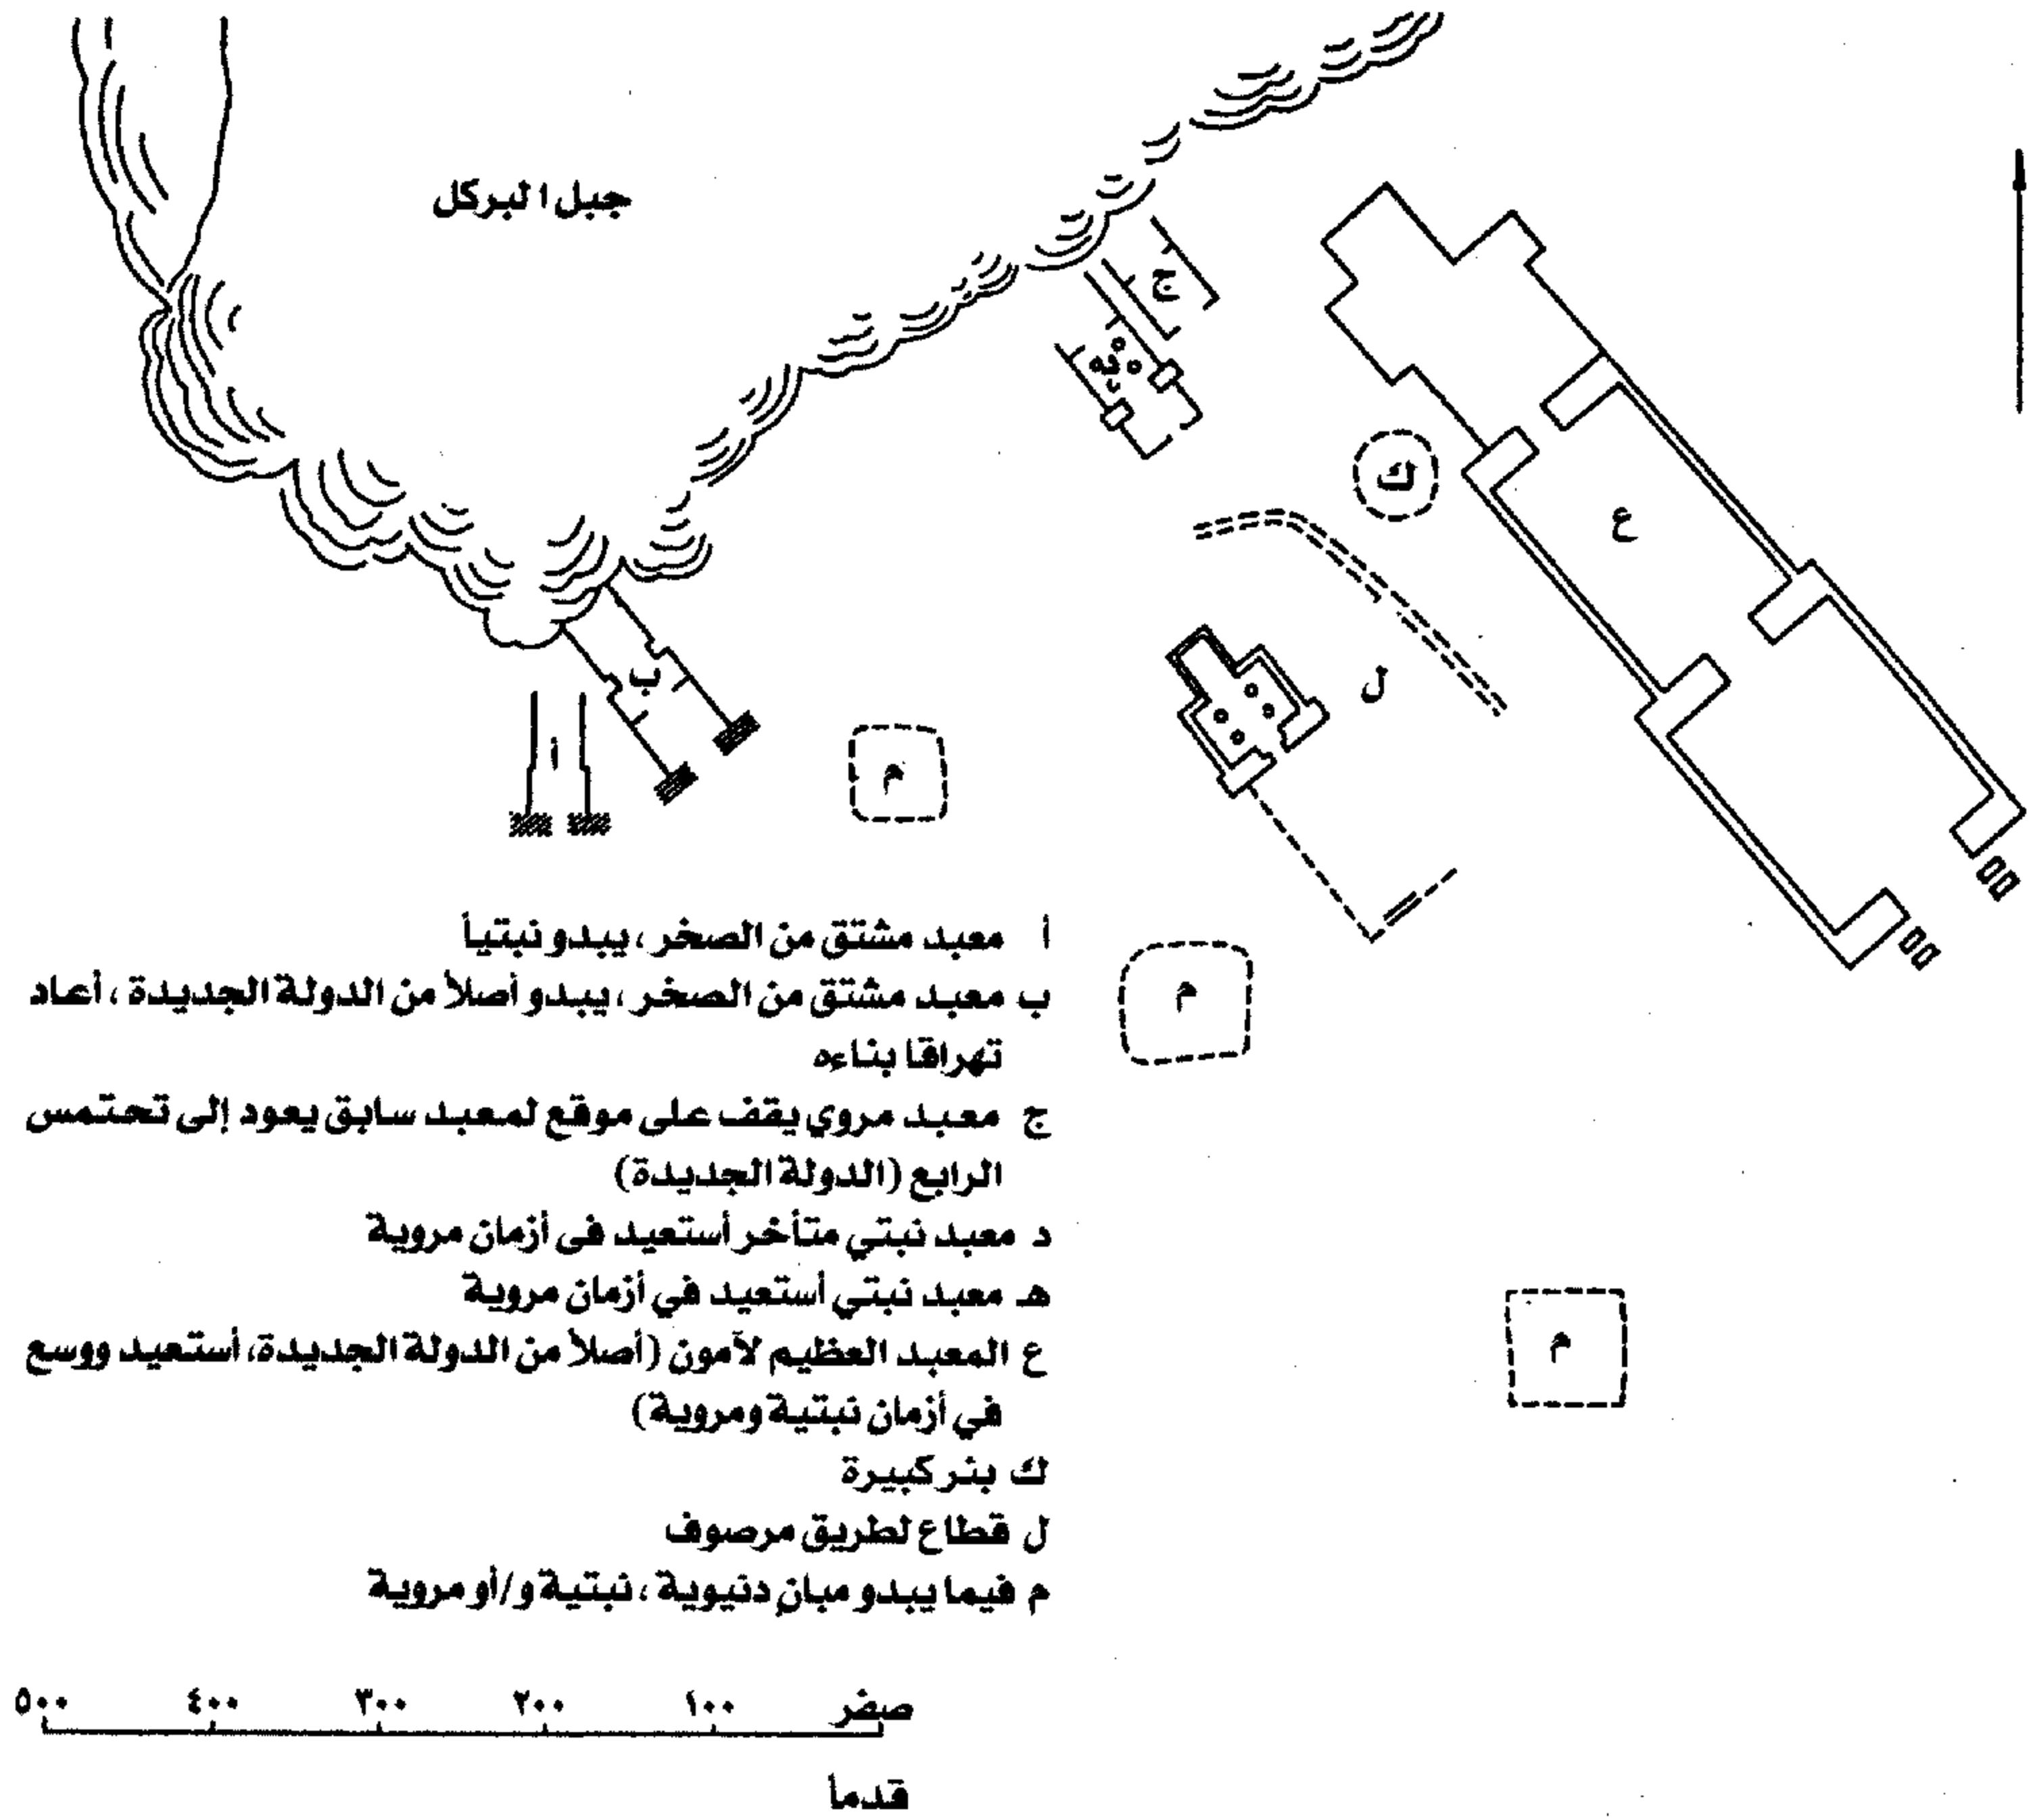 جبل البركل
ج
د
ك
ع
ب
ل
أ
م
م
م
أ معبد مشتق من الصخر، يبدو نبتياً
ب معبد مشتق من الصخر، يبدو أصلاً من الدولة الجديدة، أعاد
تهراقا بناءه
ج معبد مروي يقف على موقع لمعبد سابق يعود إلى تحتمس
الرابع (الدولة الجديدة)
د معبد نبتي متأخر أستعيد فى أزمان مروية
هـ معبد نبتي أستعيد في أزمان مروية
ع المعبد العظيم لآمون (أصلاً من الدولة الجديدة، أستعيد ووسع
في أزمان نبتية ومروية)
ك بئر كبيرة
ل قطاع لطريق مرصوف
م فيما يبدو مبانٍ دنيوية، نبتية و/أو مروية
صفر ١٠٠ ٢٠٠ ٣٠٠ ٤٠٠ ٥٠٠
قدما